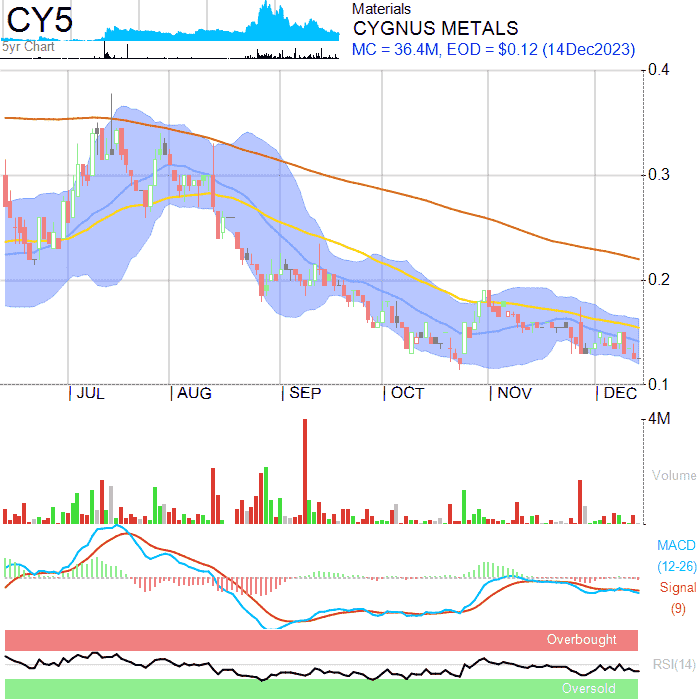 CY5
5yr Chart
Materials
CYGNUS METALS
MC = 36.4M, EOD = $0.12 (14Dec2023)
0.4
0.3
0.2
0.1
JUL AUG SEP OCT NOV DEC
4M
Volume
MACD
(12-26)
Signal
(9)
Overbought
RSI(14)
Oversold